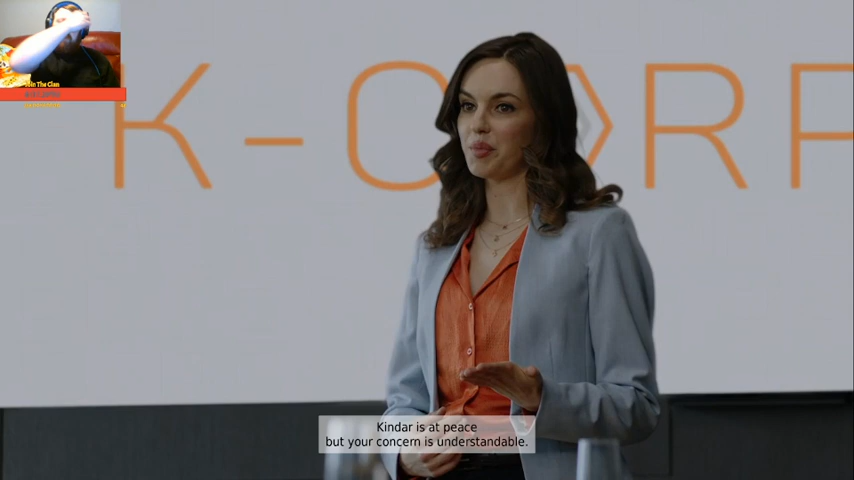 Join The Clan
K-CORP
Kindar is at peace
but your concern is understandable.